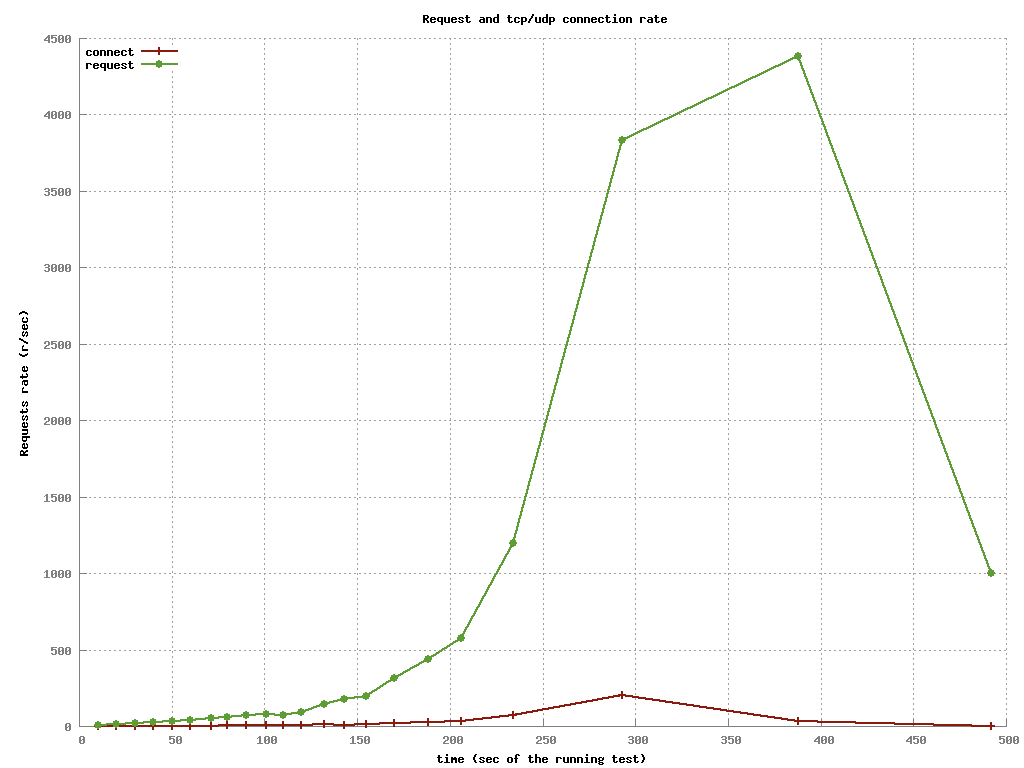 Request and tcp/udp connection rate
connect
request
4500
4000
3500
3000
2500
2000
1500
1000
500
0
Requests rate (r/sec)
0 50 100 150 200 250 300 350 400 450 500
time (sec of the running test)